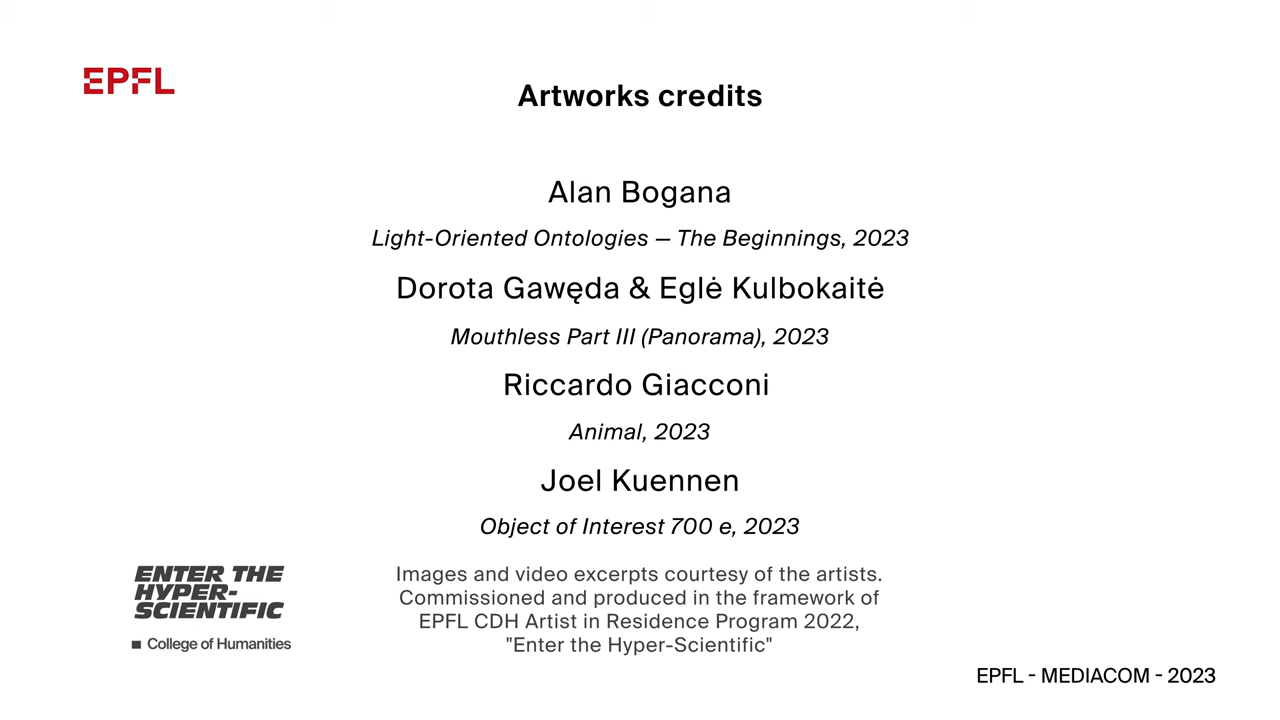 EPFL
Artworks credits
Alan Bogana
Light-Oriented Ontologies – The Beginnings, 2023
Dorota Gawęda & Eglė Kulbokaitė
Mouthless Part III (Panorama), 2023
Riccardo Giacconi
Animal, 2023
Joel Kuennen
Object of Interest 700 e, 2023
ENTER THE
HYPER-
SCIENTIFIC
College of Humanities
Images and video excerpts courtesy of the artists.
Commissioned and produced in the framework of
EPFL CDH Artist in Residence Program 2022,
"Enter the Hyper-Scientific"
EPFL - MEDIACOM - 2023